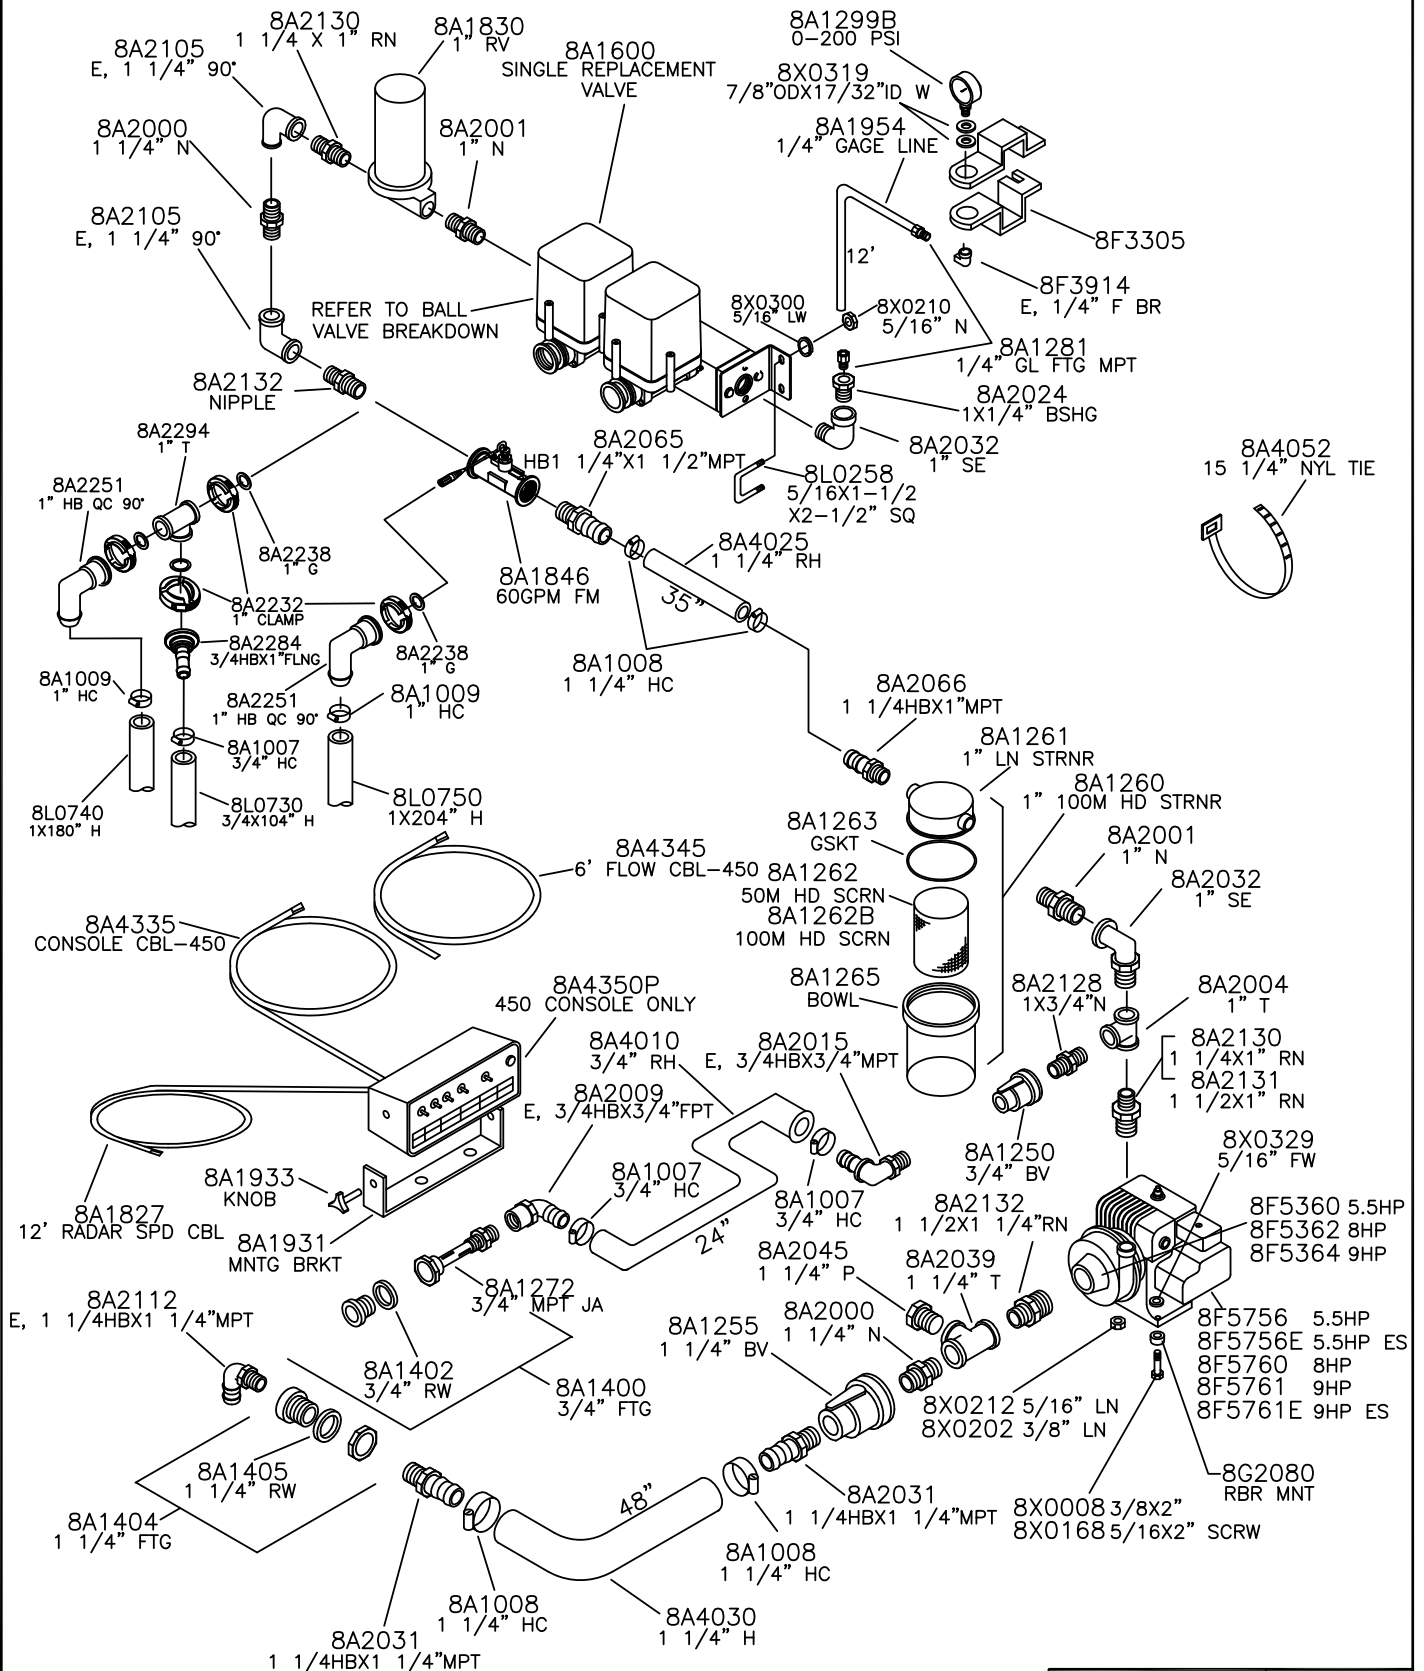 8A2130
1 1/4 X 1” RN
8A1830
1” RV
8A2105
E, 1 1/4” 90°
8A1600
SINGLE REPLACEMENT
VALVE
8A1299B
0-200 PSI
8X0319
7/8”ODX17/32”ID W
8A2000
1 1/4” N
8A2001
1” N
8A1954
1/4” GAGE LINE
8A2105
E, 1 1/4” 90°
8F3305
12’
8F3914
E, 1/4” F BR
REFER TO BALL
VALVE BREAKDOWN
8X0300
5/16” LW
8X0210
5/16” N
8A1281
1/4” GL FTG MPT
8A2132
NIPPLE
8A2024
1X1/4” BSHG
8A2294
1” T
8A2065
1/4”X1 1/2”MPT
HB1
8A2032
1” SE
8A4052
15 1/4” NYL TIE
8A2251
1” HB QC 90°
8L0258
5/16X1-1/2
X2-1/2” SQ
8A2238
1” G
8A4025
1 1/4” RH
8A1846
60GPM FM
35”
8A2232
1” CLAMP
8A2284
3/4HBX1”FLNG
8A2238
1” G
8A1008
1 1/4” HC
8A1009
1” HC
8A2251
1” HB QC 90°
8A1009
1” HC
8A2066
1 1/4HBX1”MPT
8A1007
3/4” HC
8A1261
1” LN STRNR
8L0740
1X180” H
8L0730
3/4X104” H
8L0750
1X204” H
8A1260
1” 100M HD STRNR
8A1263
GSKT
8A4345
6’ FLOW CBL-450
8A2001
1” N
8A1262
50M HD SCRN
8A1262B
100M HD SCRN
8A2032
1” SE
8A4335
CONSOLE CBL-450
8A1265
BOWL
8A4350P
450 CONSOLE ONLY
8A2128
1X3/4”N
8A2004
1” T
8A4010
3/4” RH
8A2015
E, 3/4HBX3/4”MPT
8A2130
1 1/4X1” RN
8A2131
1 1/2X1” RN
8A2009
E, 3/4HBX3/4”FPT
8A1250
3/4” BV
8X0329
5/16” FW
8A1933
KNOB
8A1007
3/4” HC
8A1007
3/4” HC
8A2132
1 1/2X1 1/4”RN
8F5360 5.5HP
8F5362 8HP
8F5364 9HP
8A1827
12’ RADAR SPD CBL
8A1931
MNTG BRKT
24”
8A2045
1 1/4” P
8A2039
1 1/4” T
8A1272
3/4” MPT JA
8A2112
E, 1 1/4HBX1 1/4”MPT
8A2000
1 1/4” N
8A1255
1 1/4” BV
8F5756 5.5HP
8F5756E 5.5HP ES
8F5760 8HP
8F5761 9HP
8F5761E 9HP ES
8A1402
3/4” RW
8A1400
3/4” FTG
8X0212 5/16” LN
8X0202 3/8” LN
8A1405
1 1/4” RW
8G2080
RBR MNT
8A1404
1 1/4” FTG
48”
8A2031
1 1/4HBX1 1/4”MPT
8X0008 3/8X2”
8X0168 5/16X2” SCRW
8A1008
1 1/4” HC
8A1008
1 1/4” HC
8A4030
1 1/4” H
8A2031
1 1/4HBX1 1/4”MPT